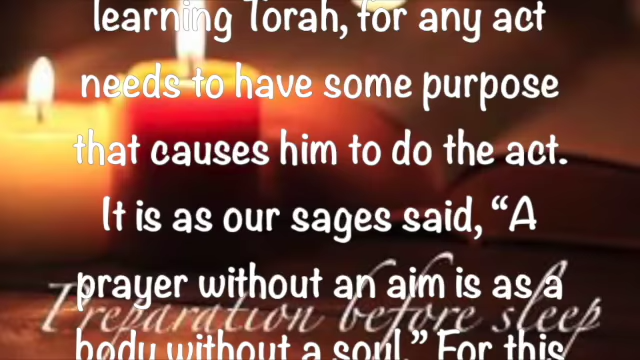 learning Torah, for any act
needs to have some purpose
that causes him to do the act.
It is as our sages said, “A
prayer without an aim is as a
Preparation before sleep
body without a soul.” For this